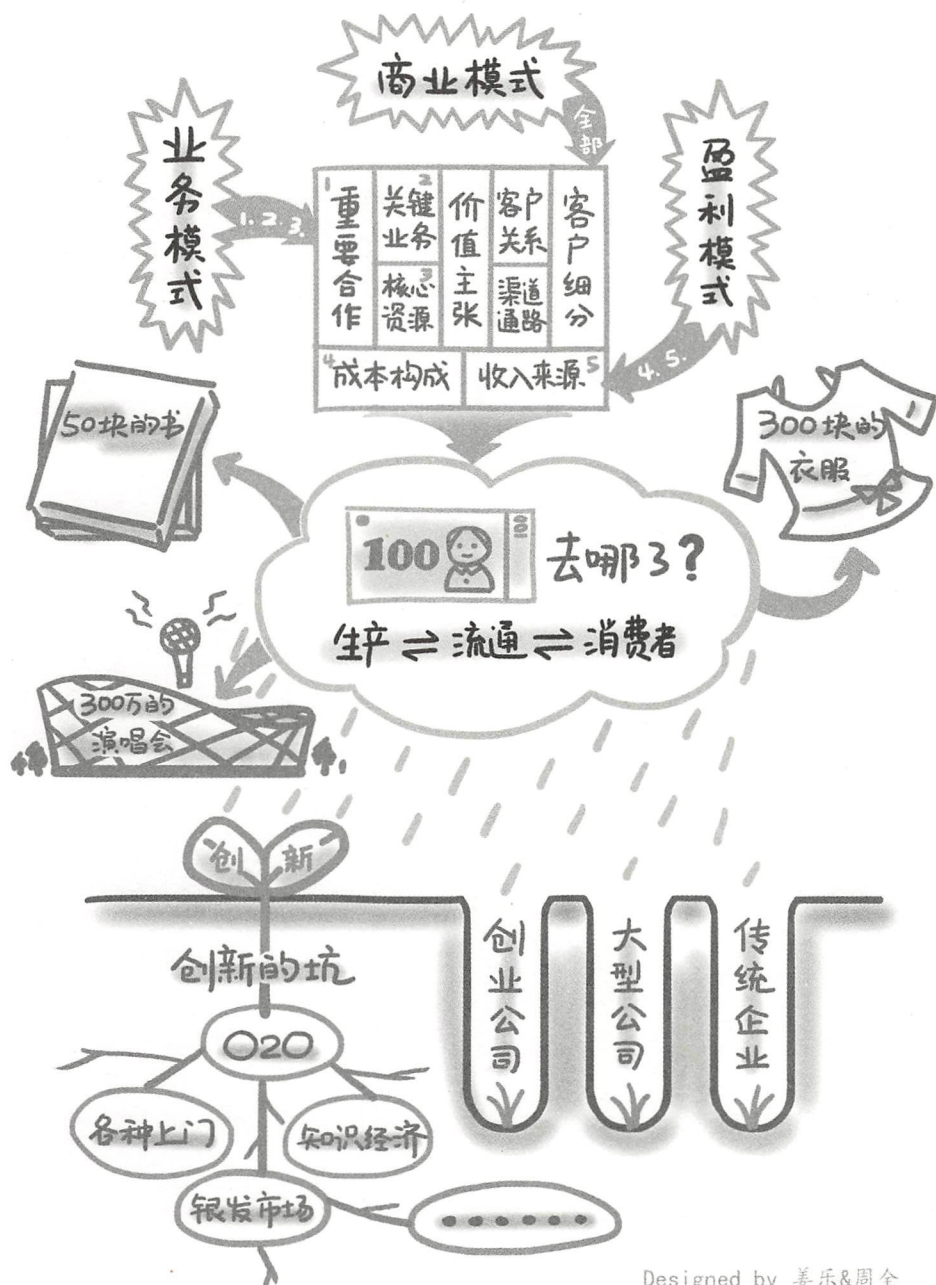 商业模式
全部
业务模式
1. 2. 3.
盈利模式
4. 5.
1
重要合作
2
关键
业务
3
核心
资源
价值主张
客户
关系
渠道
通路
客户细分
4
成本构成
收入来源
5
50块的书
300块的
衣服
100
100
去哪了?
生产⇌流通⇌消费者
300万的
演唱会
创新
创新的坑
O2O
各种上门
知识经济
银发市场
......
创业公司
大型公司
传统企业
Designed by 姜乐&周全